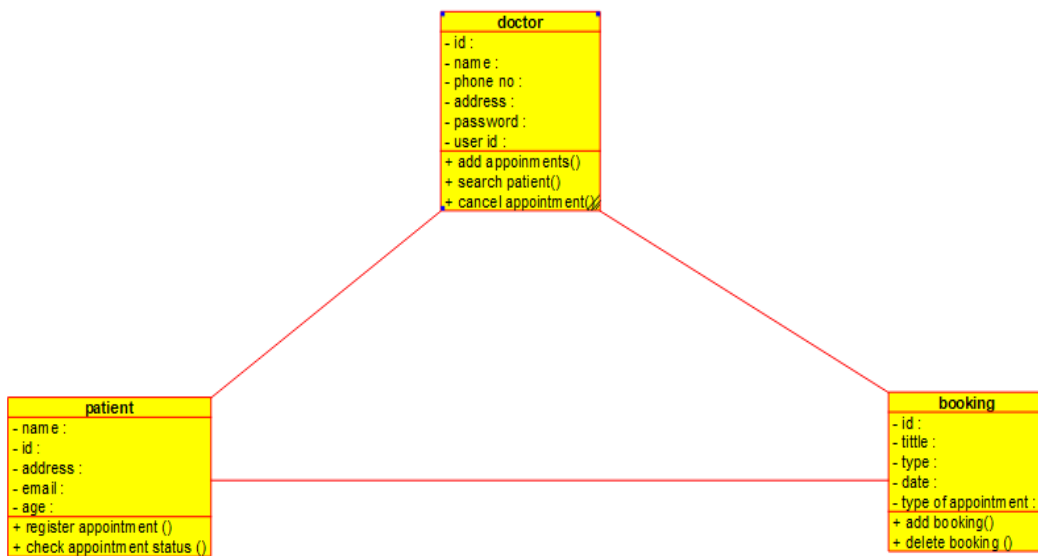 doctor
- id :
- name :
- phone no :
- address :
- password :
- user id :
+ add appoinments()
+ search patient()
+ cancel appointment()
patient
- name :
- id :
- address :
- email :
- age :
+ register appointment ()
+ check appointment status ()
booking
- id :
- tittle :
- type :
- date :
- type of appointment :
+ add booking()
+ delete booking ()